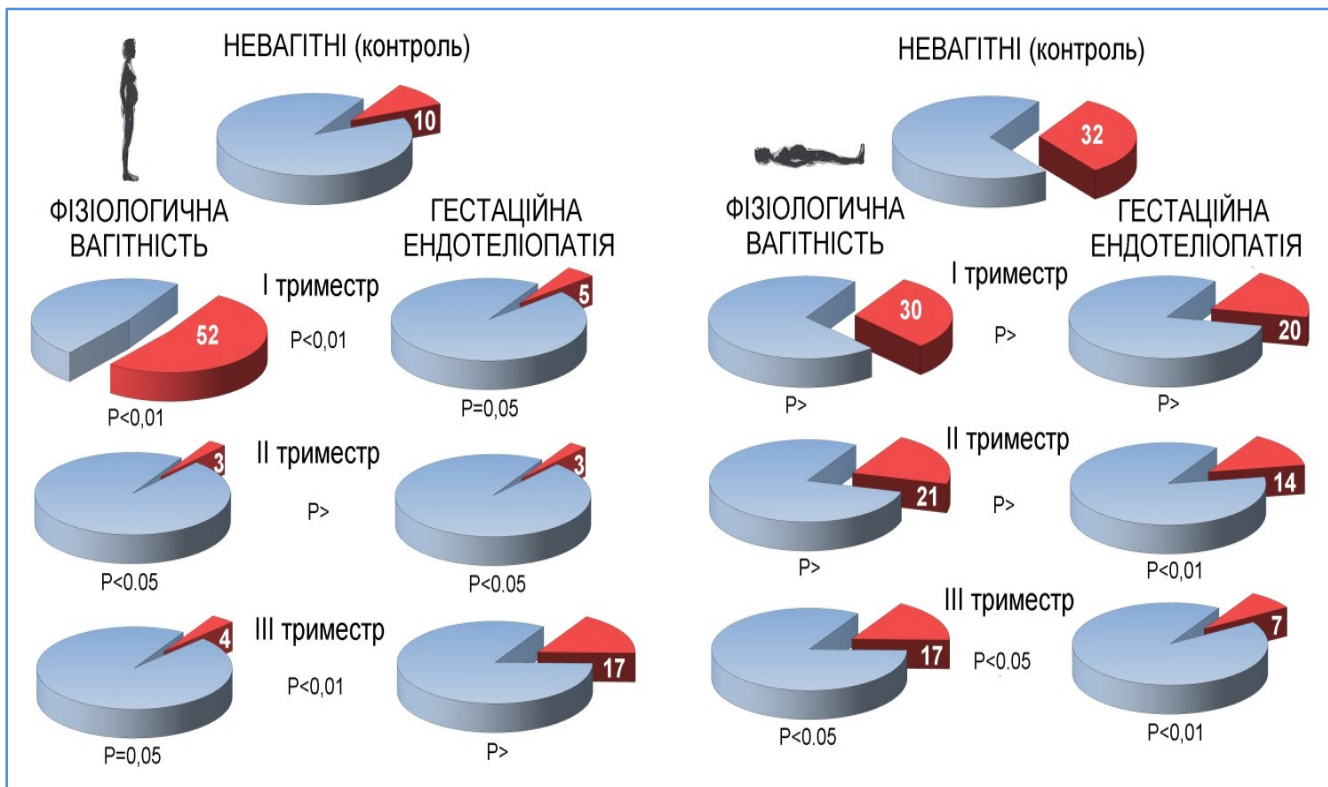 НЕВАГІТНІ (контроль)
10
ФІЗІОЛОГИЧНА
ВАГІТНІСТЬ
ГЕСТАЦІЙНА
ЕНДОТЕЛІОПАТІЯ
І триместр
52
P<0,01
5
P<0,01
P=0,05
ІІ триместр
3
P>
3
P<0.05
P<0.05
ІІІ триместр
4
P<0,01
17
P=0,05
P>
НЕВАГІТНІ (контроль)
32
ФІЗІОЛОГИЧНА
ВАГІТНІСТЬ
ГЕСТАЦІЙНА
ЕНДОТЕЛІОПАТІЯ
І триместр
30
P>
20
P>
P>
ІІ триместр
21
P>
14
P>
P<0,01
ІІІ триместр
17
P<0.05
7
P<0.05
P<0,01